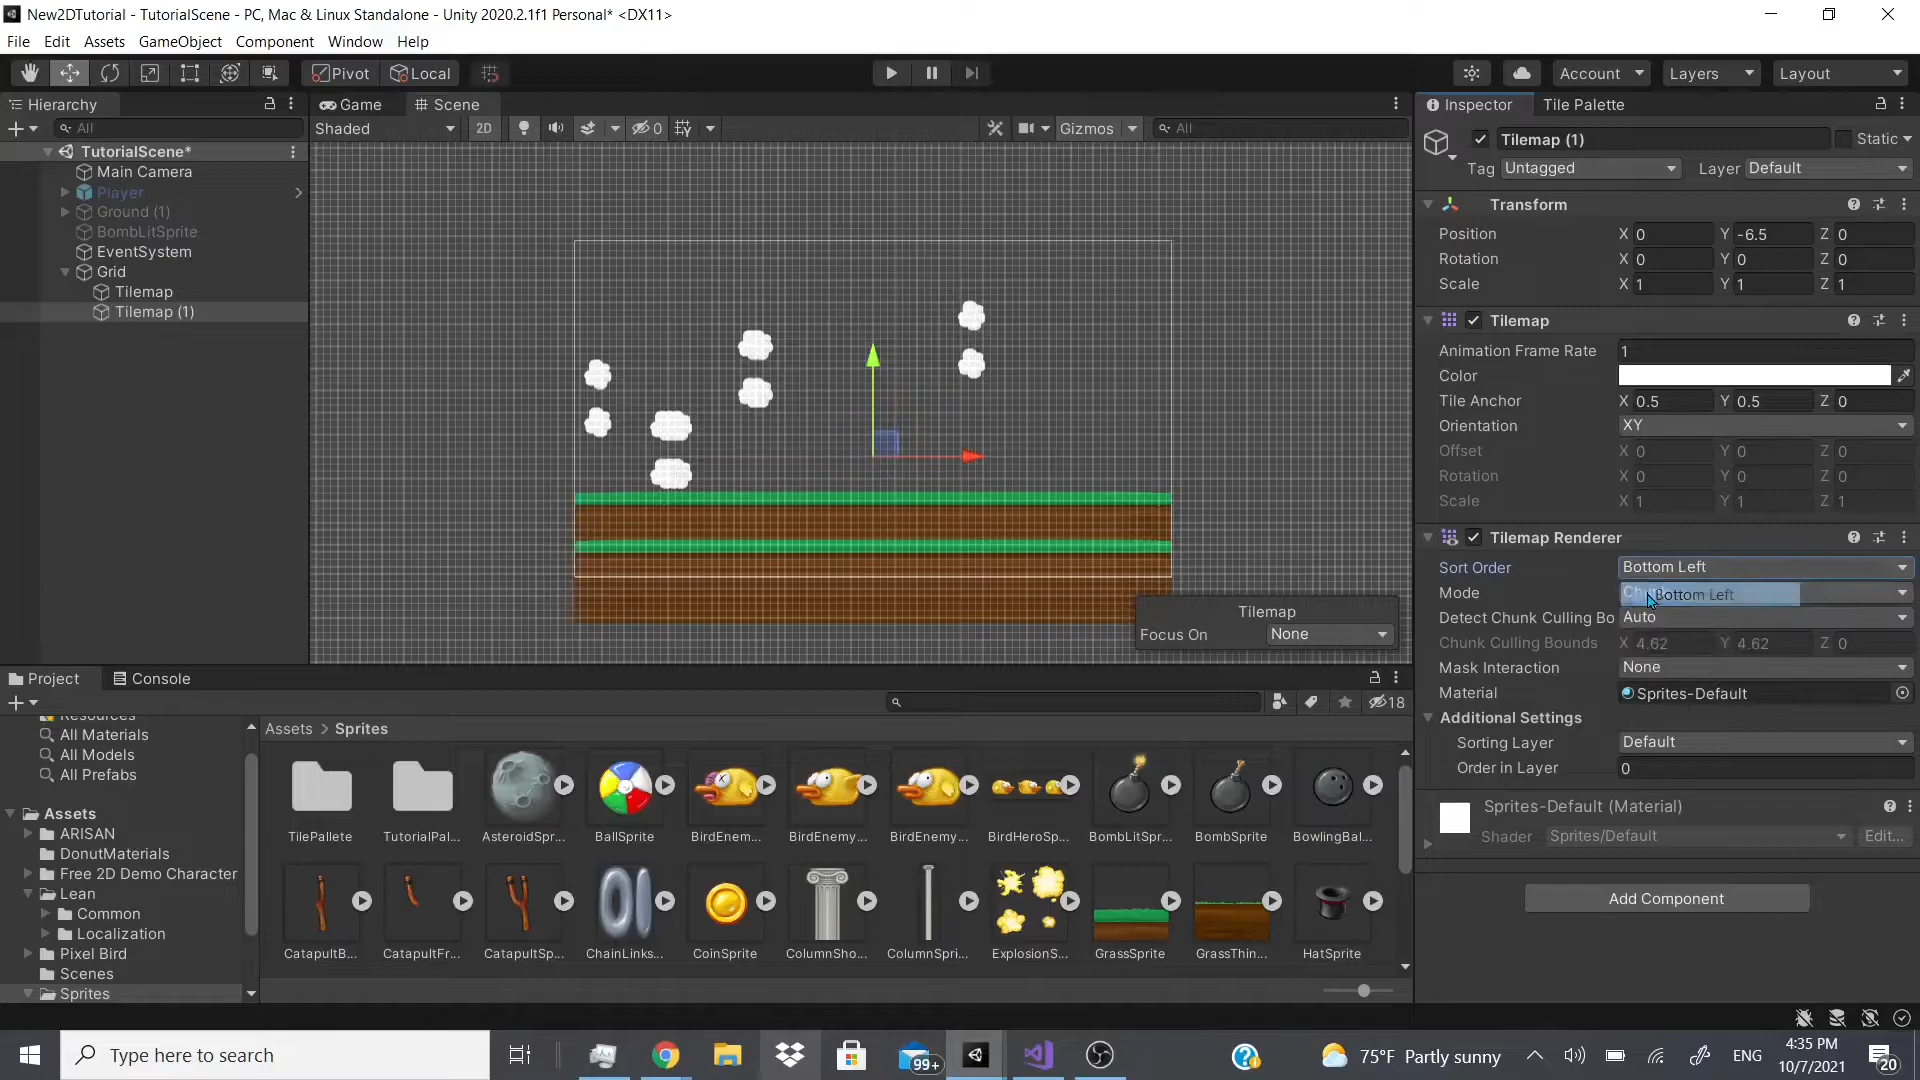 New2DTutorial - TutorialScene - PC, Mac & Linux Standalone - Unity 2020.2.1f1 Personal* <DX11>
File Edit Assets GameObject Component Window Help
Pivot Local Account Layers Layout
Hierarchy Game Scene Inspector Tile Palette
All Shaded 2D 0 Gizmos All
TutorialScene*
Main Camera
Player
Ground (1)
BombLitSprite
EventSystem
Grid
Tilemap
Tilemap (1)
Tilemap
Focus On None
Tilemap (1) Static
Tag Untagged Layer Default
Transform
Position X 0 Y -6.5 Z 0
Rotation X 0 Y 0 Z 0
Scale X 1 Y 1 Z 1
Tilemap
Animation Frame Rate 1
Color
Tile Anchor X 0.5 Y 0.5 Z 0
Orientation XY
Offset X 0 Y 0 Z 0
Rotation X 0 Y 0 Z 0
Scale X 1 Y 1 Z 1
Tilemap Renderer
Sort Order Bottom Left
Mode Bottom Left
Detect Chunk Culling Bo Auto
Chunk Culling Bounds X 4.62 Y 4.62 Z 0
Mask Interaction None
Material Sprites-Default
Additional Settings
Sorting Layer Default
Order in Layer 0
Sprites-Default (Material)
Shader Sprites/Default Edit...
Add Component
Project Console
18
Resources
All Materials
All Models
All Prefabs
Assets
ARISAN
DonutMaterials
Free 2D Demo Character
Lean
Common
Localization
Pixel Bird
Scenes
Sprites
Assets > Sprites
TilePallete TutorialPal... AsteroidSpr... BallSprite BirdEnem... BirdEnemy... BirdEnemy... BirdHeroSp... BombLitSpr... BombSprite BowlingBal...
CatapultB... CatapultFr... CatapultSp... ChainLinks... CoinSprite ColumnSho... ColumnSpri... ExplosionS... GrassSprite GrassThin... HatSprite
Type here to search
99+
75°F Partly sunny
ENG
4:35 PM
10/7/2021
20